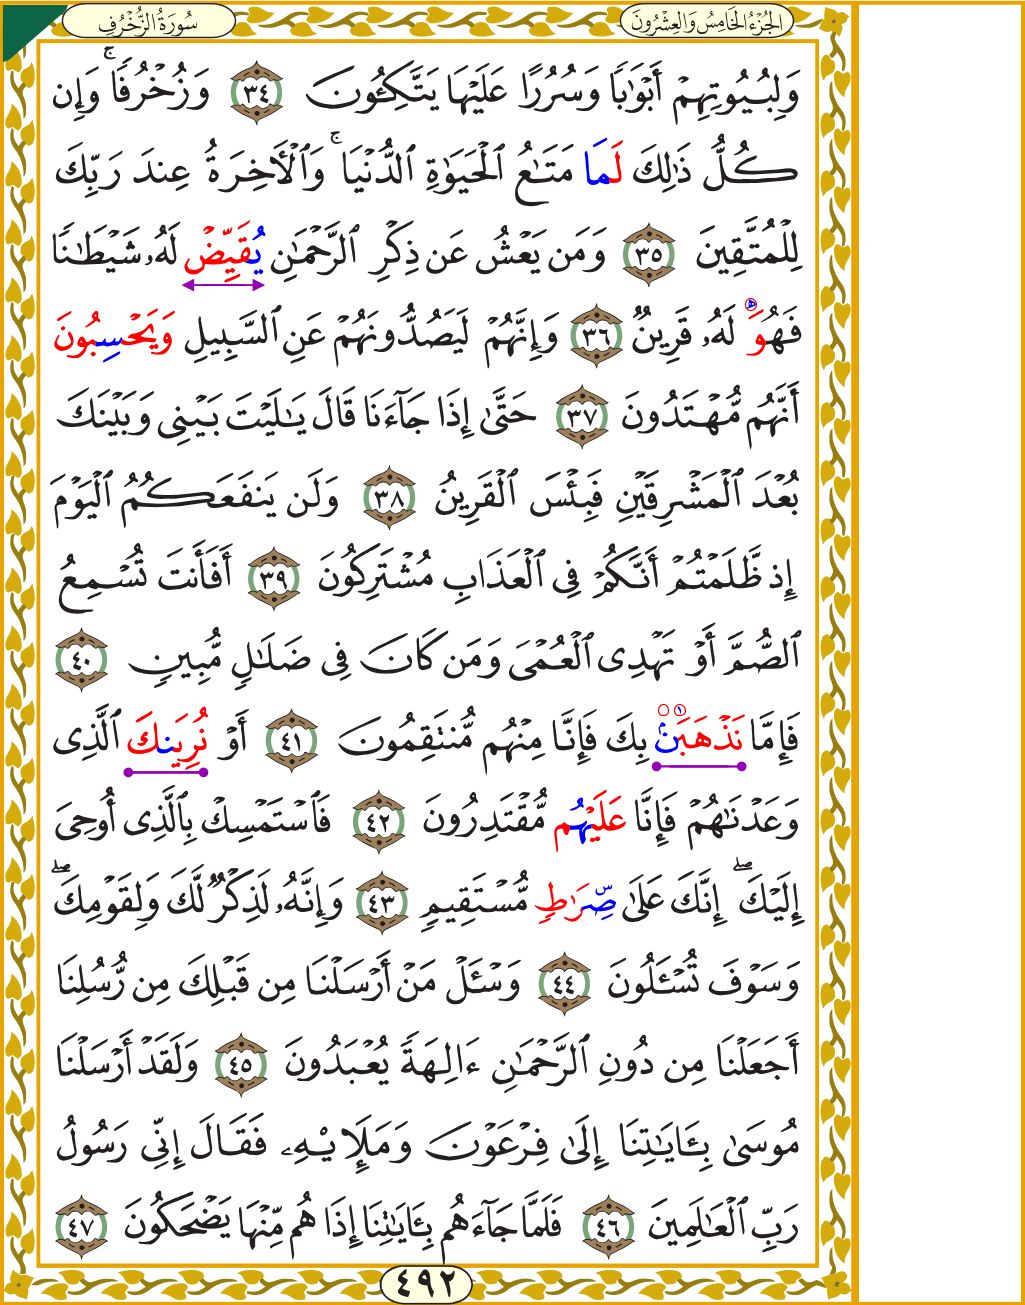 الجُزْءُ الخَامِسُ وَالعِشْرُونَ
سُورَةُ الزُّخْرُفِ
وَلِبُيُوتِهِمْ أَبْوَٰبًا وَسُرُرًا عَلَيْهَا يَتَّكِـُٔونَ ٣٤ وَزُخْرُفًا ۚ وَإِن
كُلُّ ذَٰلِكَ لَمَا مَتَـٰعُ ٱلْحَيَوٰةِ ٱلدُّنْيَا ۚ وَٱلْـَٔاخِرَةُ عِندَ رَبِّكَ
لِلْمُتَّقِينَ ٣٥ وَمَن يَعْشُ عَن ذِكْرِ ٱلرَّحْمَـٰنِ يُقَيِّضْ لَهُۥ شَيْطَـٰنًا
فَهُوَ لَهُۥ قَرِينٌ ٣٦ وَإِنَّهُمْ لَيَصُدُّونَهُمْ عَنِ ٱلسَّبِيلِ وَيَحْسِبُونَ
أَنَّهُم مُّهْتَدُونَ ٣٧ حَتَّىٰٓ إِذَا جَآءَنَا قَالَ يَـٰلَيْتَ بَيْنِى وَبَيْنَكَ
بُعْدَ ٱلْمَشْرِقَيْنِ فَبِئْسَ ٱلْقَرِينُ ٣٨ وَلَن يَنفَعَكُمُ ٱلْيَوْمَ
إِذ ظَّلَمْتُمْ أَنَّكُمْ فِى ٱلْعَذَابِ مُشْتَرِكُونَ ٣٩ أَفَأَنتَ تُسْمِعُ
ٱلصُّمَّ أَوْ تَهْدِى ٱلْعُمْىَ وَمَن كَانَ فِى ضَلَـٰلٍ مُّبِينٍ ٤٠
فَإِمَّا نَذْهَبَنْ بِكَ فَإِنَّا مِنْهُم مُّنتَقِمُونَ ٤١ أَوْ نُرِيَنكَ ٱلَّذِى
وَعَدْنَـٰهُمْ فَإِنَّا عَلَيْهُم مُّقْتَدِرُونَ ٤٢ فَٱسْتَمْسِكْ بِٱلَّذِىٓ أُوحِىَ
إِلَيْكَ ۖ إِنَّكَ عَلَىٰ صِرَٰطٍ مُّسْتَقِيمٍ ٤٣ وَإِنَّهُۥ لَذِكْرٌ لَّكَ وَلِقَوْمِكَ ۖ
وَسَوْفَ تُسْـَٔلُونَ ٤٤ وَسْـَٔلْ مَنْ أَرْسَلْنَا مِن قَبْلِكَ مِن رُّسُلِنَا
أَجَعَلْنَا مِن دُونِ ٱلرَّحْمَـٰنِ ءَالِهَةً يُعْبَدُونَ ٤٥ وَلَقَدْ أَرْسَلْنَا
مُوسَىٰ بِـَٔايَـٰتِنَا إِلَىٰ فِرْعَوْنَ وَمَلَإِيْهِۦ فَقَالَ إِنِّى رَسُولُ
رَبِّ ٱلْعَـٰلَمِينَ ٤٦ فَلَمَّا جَآءَهُم بِـَٔايَـٰتِنَا إِذَا هُم مِّنْهَا يَضْحَكُونَ ٤٧
٤٩٢